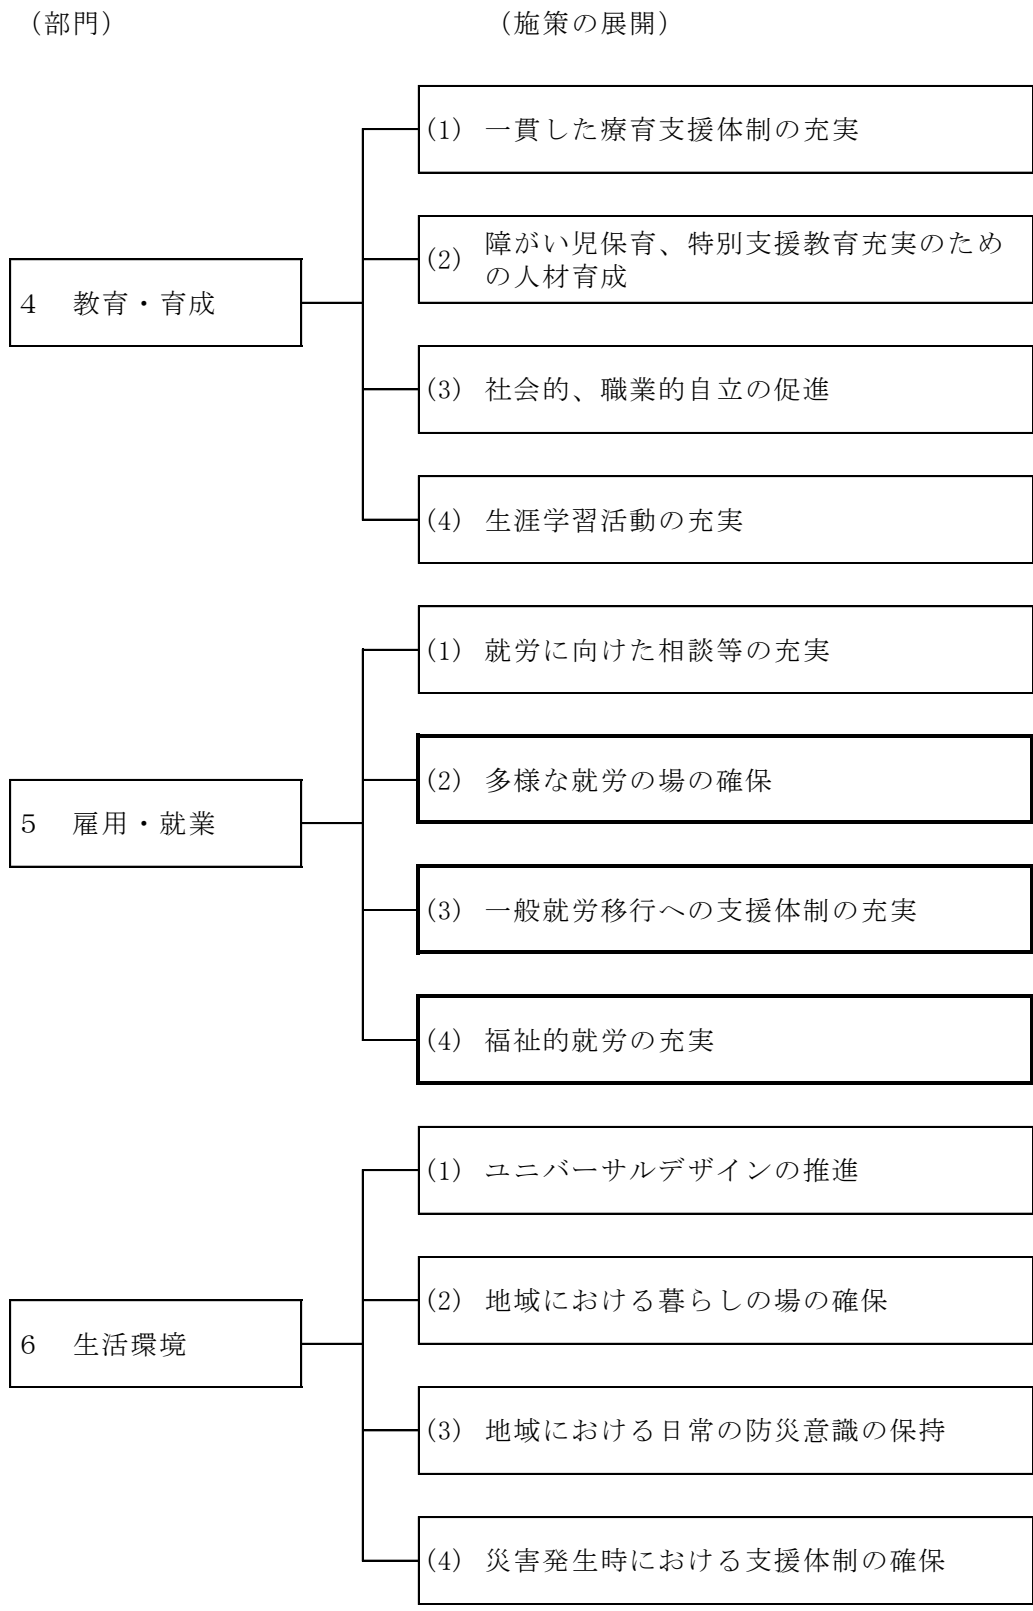 （部門）
（施策の展開）
(1) 一貫した療育支援体制の充実
(2) 障がい児保育、特別支援教育充実のため
の人材育成
4 教育・育成
(3) 社会的、職業的自立の促進
(4) 生涯学習活動の充実
(1) 就労に向けた相談等の充実
(2) 多様な就労の場の確保
5 雇用・就業
(3) 一般就労移行への支援体制の充実
(4) 福祉的就労の充実
(1) ユニバーサルデザインの推進
(2) 地域における暮らしの場の確保
6 生活環境
(3) 地域における日常の防災意識の保持
(4) 災害発生時における支援体制の確保